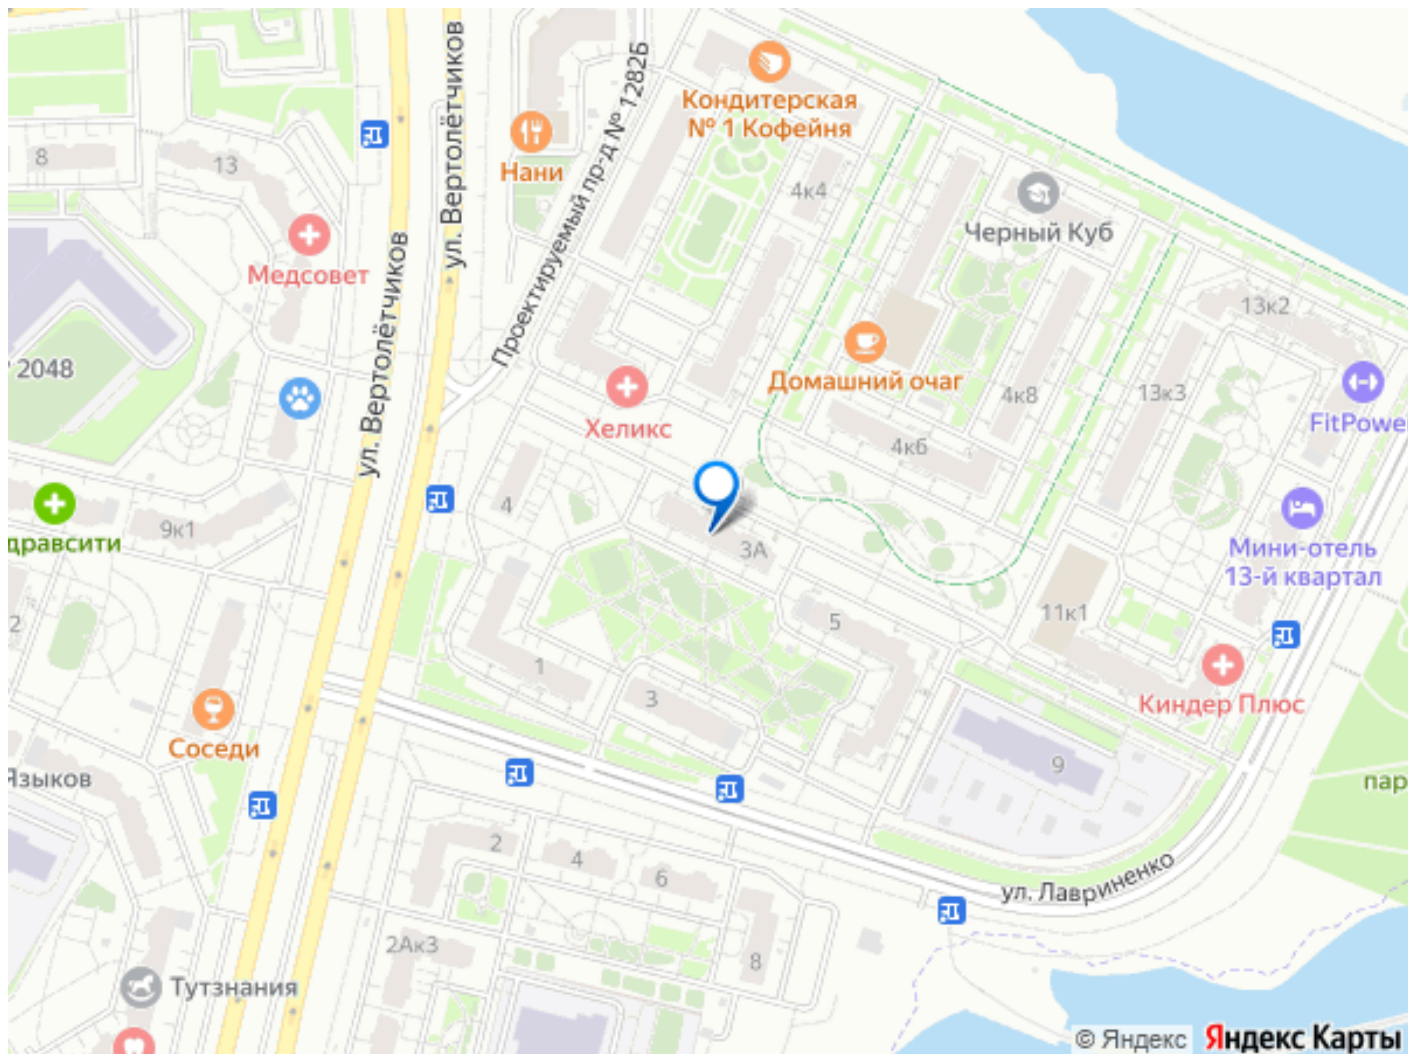 Кондитерская
№ 1 Кофейня
ул. Вертолётчиков
Проектируемый пр-д № 1282Б
8
13
Нани
4к4
Черный Куб
Медсовет
ул. Вертолётчиков
13к2
2048
Домашний очаг
4к8
13к3
FitPowe
Хеликс
4к6
4
9к1
дравсити
3А
Мини-отель
13-й квартал
2
5
11к1
1
3
Киндер Плюс
Соседи
9
Языков
пар
2
4
6
ул. Лавриненко
2Ак3
8
Тутзнания
© Яндекс Яндекс Карты